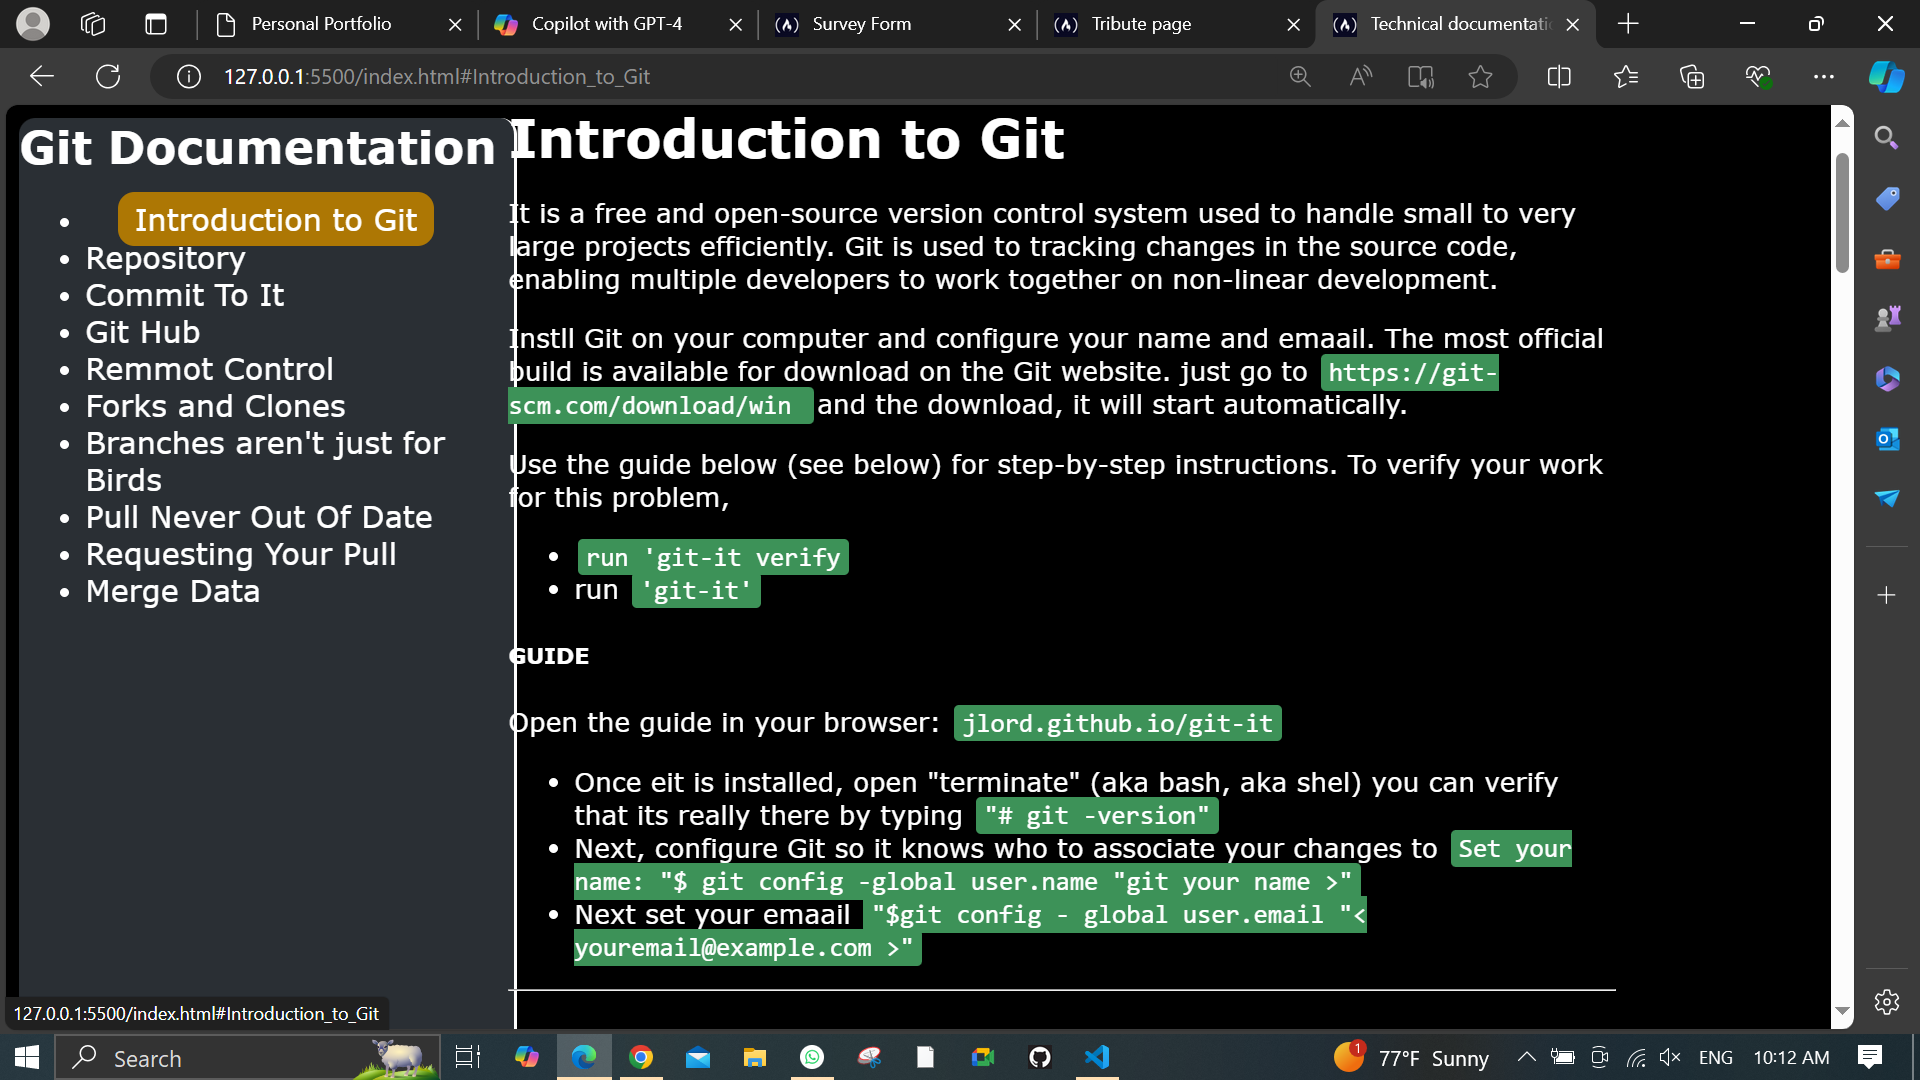 Personal Portfolio
Copilot with GPT-4
Survey Form
Tribute page
Technical documentati
127.0.0.1:5500/index.html#Introduction_to_Git
Git Documentation
Introduction to Git
Repository
Commit To It
Git Hub
Remmot Control
Forks and Clones
Branches aren't just for
Birds
Pull Never Out Of Date
Requesting Your Pull
Merge Data
Introduction to Git
It is a free and open-source version control system used to handle small to very
large projects efficiently. Git is used to tracking changes in the source code,
enabling multiple developers to work together on non-linear development.
Instll Git on your computer and configure your name and emaail. The most official
build is available for download on the Git website. just go to https://git-
scm.com/download/win and the download, it will start automatically.
Use the guide below (see below) for step-by-step instructions. To verify your work
for this problem,
run 'git-it verify
run 'git-it'
GUIDE
Open the guide in your browser: jlord.github.io/git-it
Once eit is installed, open "terminate" (aka bash, aka shel) you can verify
that its really there by typing "# git -version"
Next, configure Git so it knows who to associate your changes to Set your
name: "$ git config -global user.name "git your name >"
Next set your emaail "$git config - global user.email "<
youremail@example.com >"
127.0.0.1:5500/index.html#Introduction_to_Git
Search
1
77°F Sunny
ENG
10:12 AM